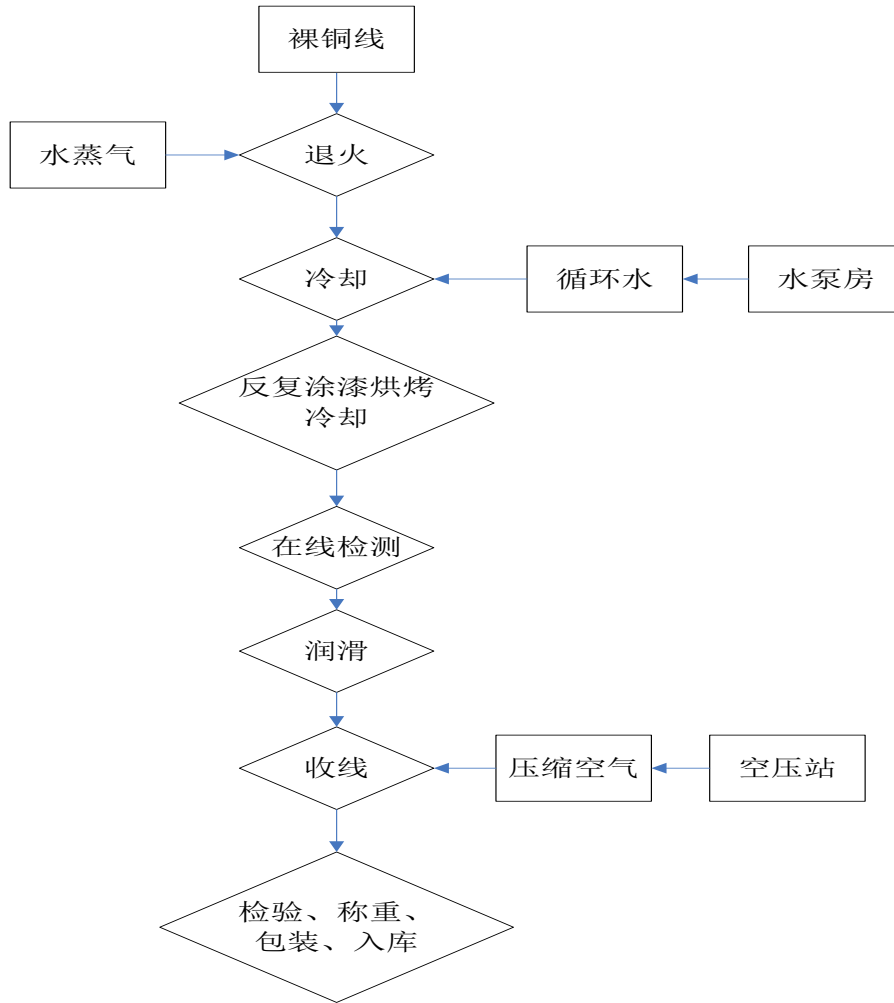 裸铜线
水蒸气
退火
冷却
循环水
水泵房
反复涂漆烘烤
冷却
在线检测
润滑
收线
压缩空气
空压站
检验、称重、
包装、入库